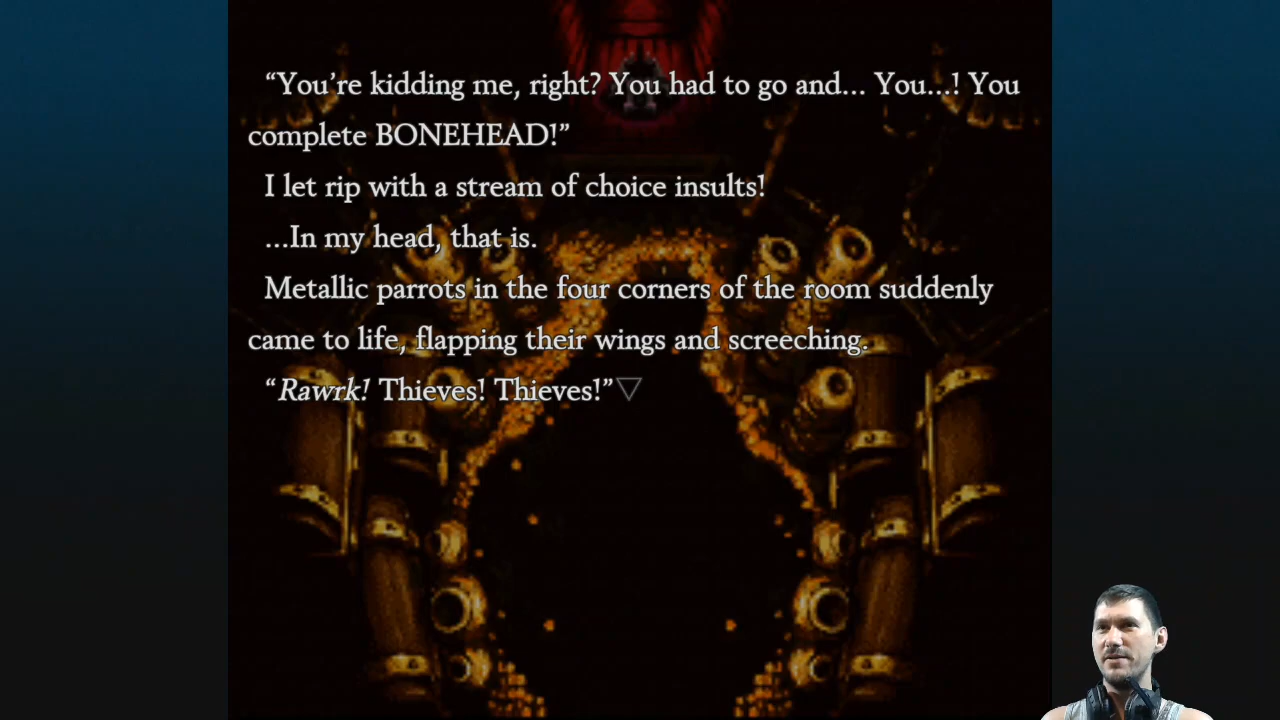 “You’re kidding me, right? You had to go and... You...! You
complete BONEHEAD!”
I let rip with a stream of choice insults!
...In my head, that is.
Metallic parrots in the four corners of the room suddenly
came to life, flapping their wings and screeching.
“Rawrk! Thieves! Thieves!”▽